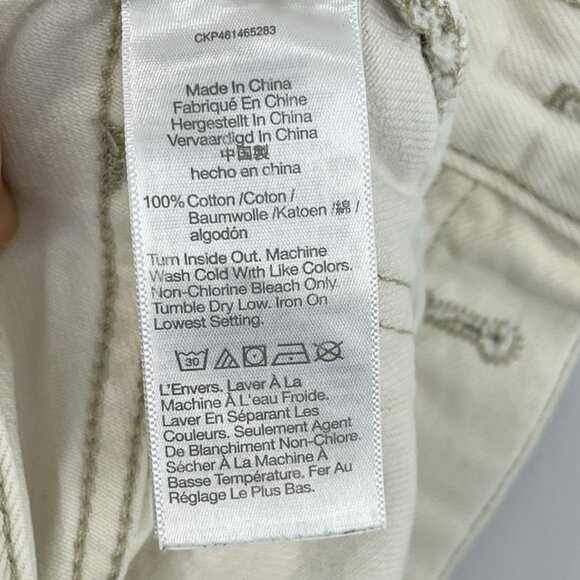 CKP461465283
Made In China
Fabriqué En Chine
Hergestellt In China
Vervaardigd In China
中国製
hecho en china
100% Cotton /Coton /
Baumwolle /Katoen /綿 /
algodón
Turn Inside Out. Machine
Wash Cold With Like Colors.
Non-Chlorine Bleach Only.
Tumble Dry Low. Iron On
Lowest Setting.
30
L'Envers. Laver À La
Machine À L'eau Froide.
Laver En Séparant Les
Couleurs. Seulement Agent
De Blanchiment Non-Chlore.
Sécher À La Machine À
Basse Température. Fer Au
Réglage Le Plus Bas.